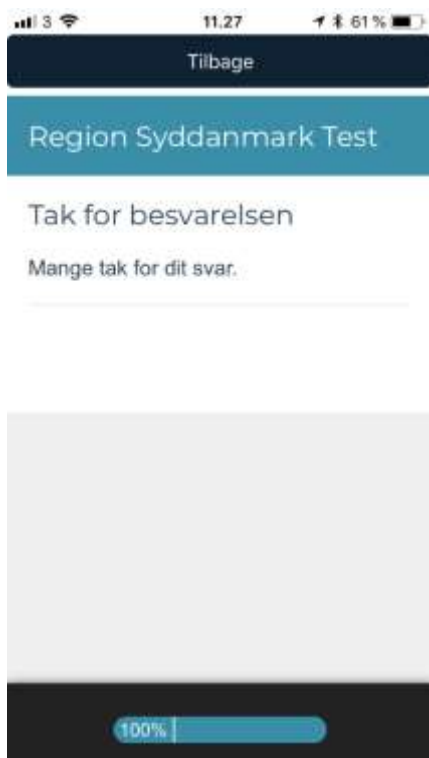 3 11.27 61 %
Tilbage
Region Syddanmark Test
Tak for besvarelsen
Mange tak for dit svar.
100%